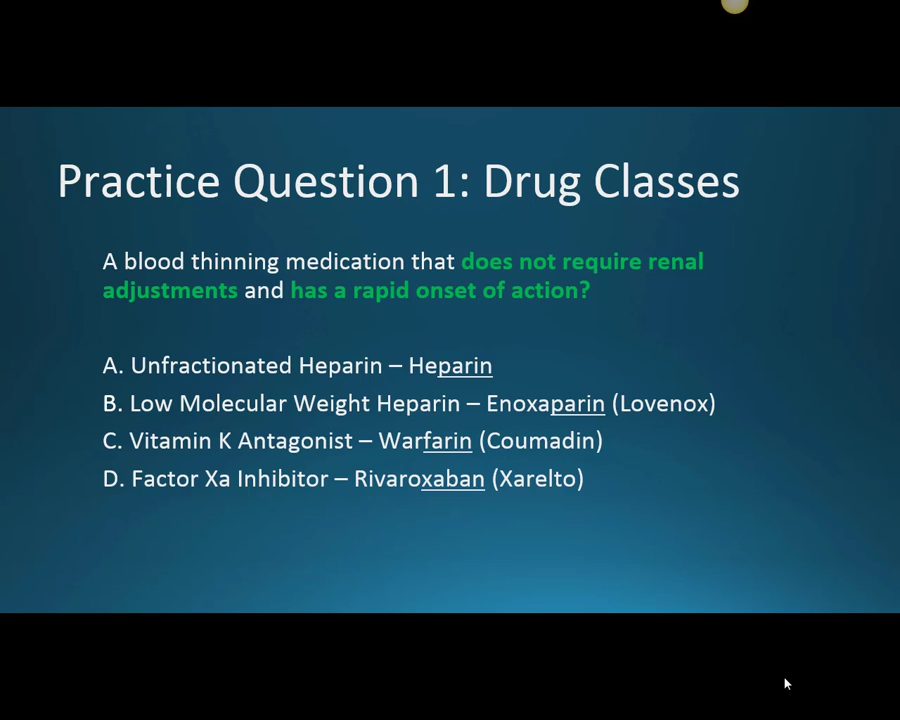 Practice Question 1: Drug Classes
A blood thinning medication that does not require renal
adjustments and has a rapid onset of action?
A. Unfractionated Heparin – Heparin
B. Low Molecular Weight Heparin – Enoxaparin (Lovenox)
C. Vitamin K Antagonist – Warfarin (Coumadin)
D. Factor Xa Inhibitor – Rivaroxaban (Xarelto)